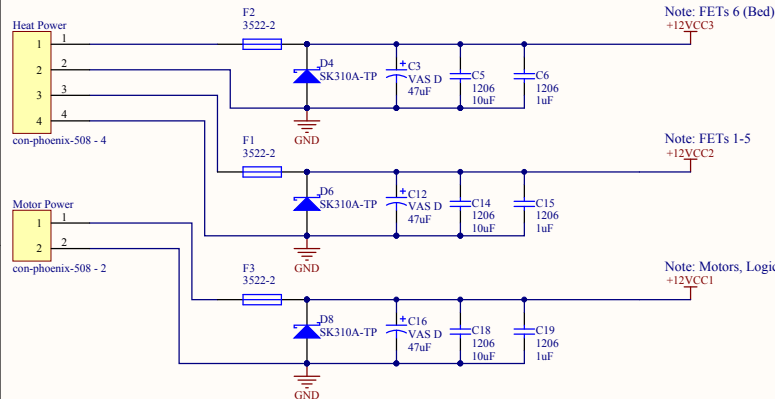 Heat Power
1 1
2 2
3 3
4 4
con-phoenix-508 - 4
F2
3522-2
D4
SK310A-TP
+ C3
VAS D
47uF
C5
1206
10uF
C6
1206
1uF
GND
Note: FETs 6 (Bed)
+12VCC3
F1
3522-2
D6
SK310A-TP
+ C12
VAS D
47uF
C14
1206
10uF
C15
1206
1uF
GND
Note: FETs 1-5
+12VCC2
Motor Power
1 1
2 2
con-phoenix-508 - 2
F3
3522-2
D8
SK310A-TP
+ C16
VAS D
47uF
C18
1206
10uF
C19
1206
1uF
GND
Note: Motors, Logic
+12VCC1